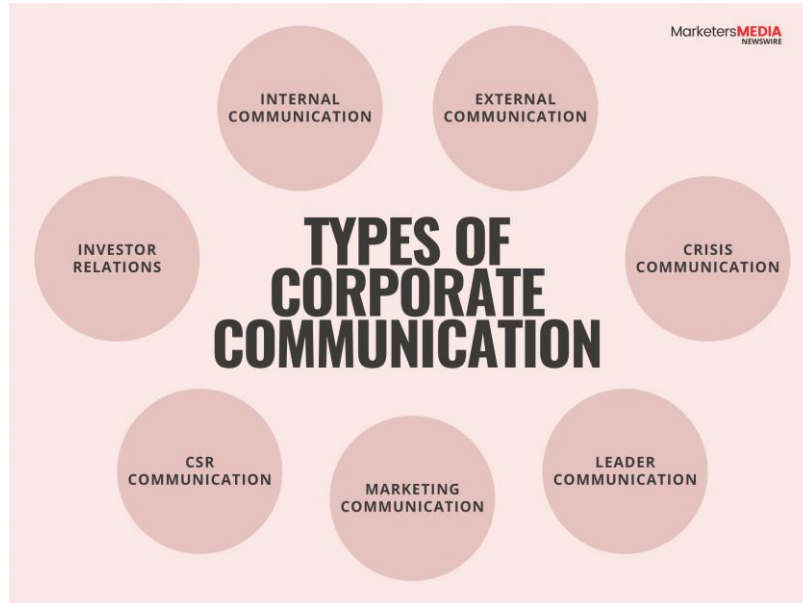 MarketersMEDIA
NEWSWIRE
INTERNAL
COMMUNICATION
EXTERNAL
COMMUNICATION
INVESTOR
RELATIONS
TYPES OF
CORPORATE
COMMUNICATION
CRISIS
COMMUNICATION
CSR
COMMUNICATION
MARKETING
COMMUNICATION
LEADER
COMMUNICATION